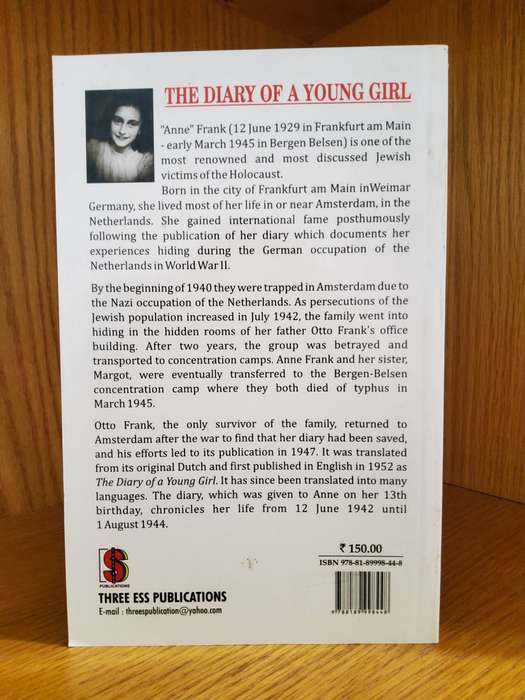 THE DIARY OF A YOUNG GIRL
"Anne" Frank (12 June 1929 in Frankfurt am Main
- early March 1945 in Bergen Belsen) is one of the
most renowned and most discussed Jewish
victims of the Holocaust.
Born in the city of Frankfurt am Main inWeimar
Germany, she lived most of her life in or near Amsterdam, in the
Netherlands. She gained international fame posthumously
following the publication of her diary which documents her
experiences hiding during the German occupation of the
Netherlands in World War II.
By the beginning of 1940 they were trapped in Amsterdam due to
the Nazi occupation of the Netherlands. As persecutions of the
Jewish population increased in July 1942, the family went into
hiding in the hidden rooms of her father Otto Frank's office
building. After two years, the group was betrayed and
transported to concentration camps. Anne Frank and her sister,
Margot, were eventually transferred to the Bergen-Belsen
concentration camp where they both died of typhus in
March 1945.
Otto Frank, the only survivor of the family, returned to
Amsterdam after the war to find that her diary had been saved,
and his efforts led to its publication in 1947. It was translated
from its original Dutch and first published in English in 1952 as
The Diary of a Young Girl. It has since been translated into many
languages. The diary, which was given to Anne on her 13th
birthday, chronicles her life from 12 June 1942 until
1 August 1944.
₹ 150.00
ISBN 978-81-89998-44-8
9 788189 998448
S
PUBLICATIONS
THREE ESS PUBLICATIONS
E-mail : threespublication@yahoo.com